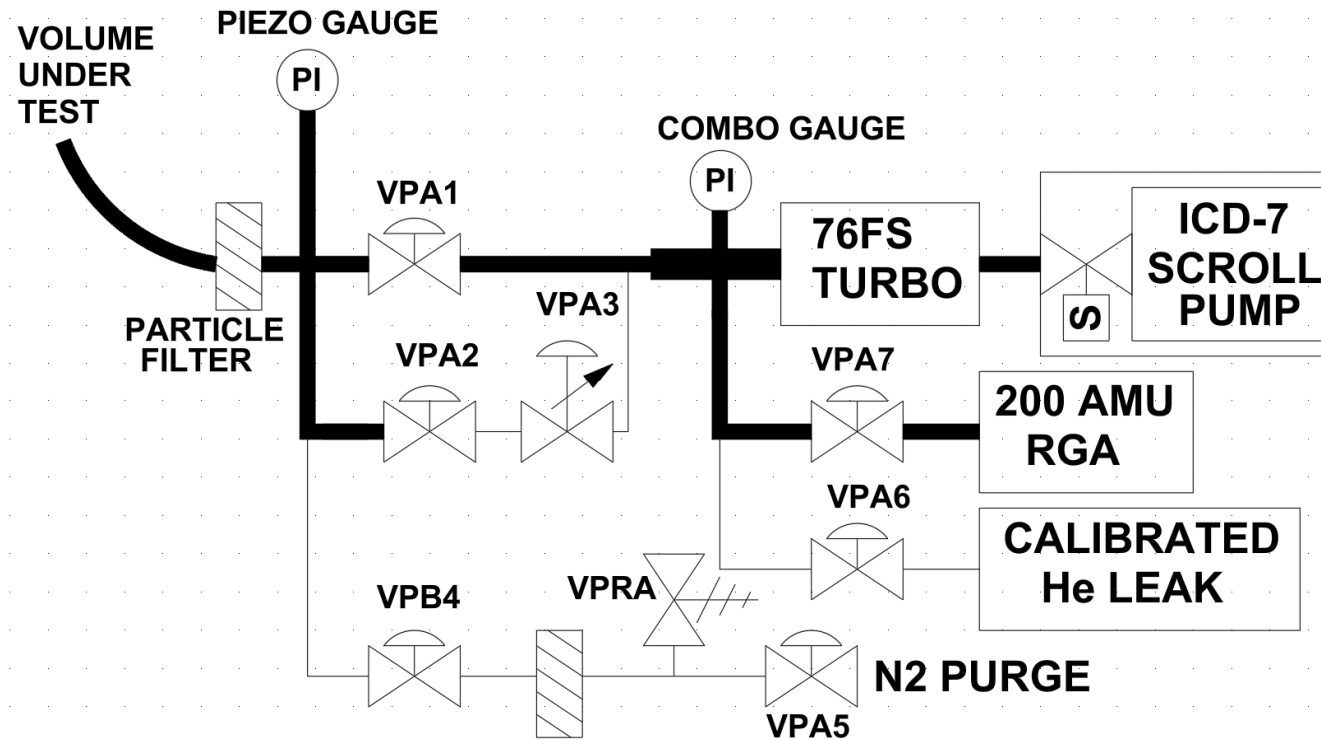 PIEZO GAUGE
VOLUME
UNDER
TEST
PI
COMBO GAUGE
PI
VPA1
76FS
TURBO
ICD-7
SCROLL
PUMP
S
VPA3
PARTICLE
FILTER
VPA2
VPA7
200 AMU
RGA
VPA6
CALIBRATED
He LEAK
VPRA
VPB4
N2 PURGE
VPA5